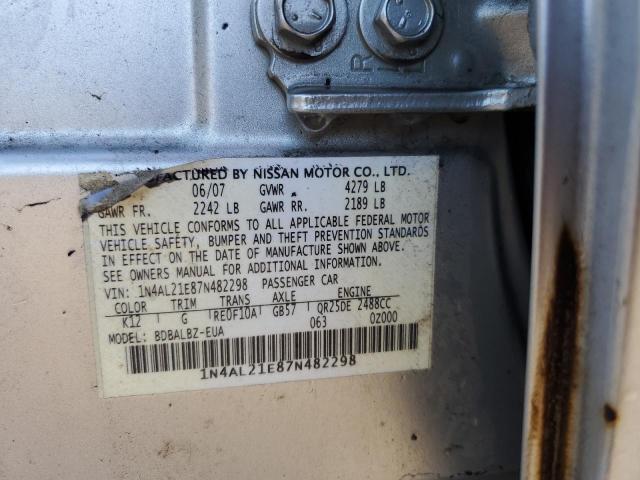 FACTURED BY NISSAN MOTOR CO., LTD.
06/07 GVWR 4279 LB
GAWR FR. 2242 LB GAWR RR. 2189 LB
THIS VEHICLE CONFORMS TO ALL APPLICABLE FEDERAL MOTOR
VEHICLE SAFETY, BUMPER AND THEFT PREVENTION STANDARDS
IN EFFECT ON THE DATE OF MANUFACTURE SHOWN ABOVE.
SEE OWNERS MANUAL FOR ADDITIONAL INFORMATION.
VIN: 1N4AL21E87N482298 PASSENGER CAR
COLOR TRIM TRANS AXLE ENGINE
K12 G RE0F10A GB57 QR25DE 2488CC
063 0Z000
MODEL: BDBALBZ-EUA
1N4AL21E87N482298